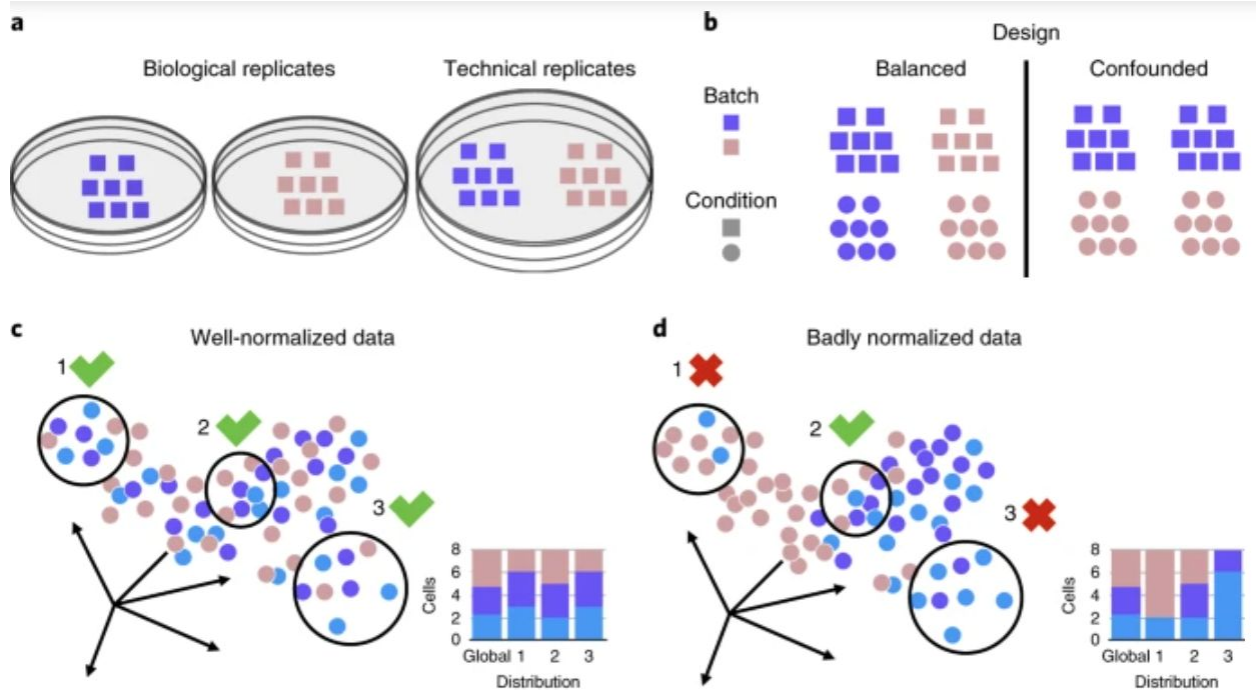 a
Biological replicates
Technical replicates
b
Design
Balanced
Confounded
Batch
Condition
c
Well-normalized data
1
2
3
8
6
4
2
0
Cells
Global 1 2 3
Distribution
d
Badly normalized data
1
2
3
8
6
4
2
0
Cells
Global 1 2 3
Distribution